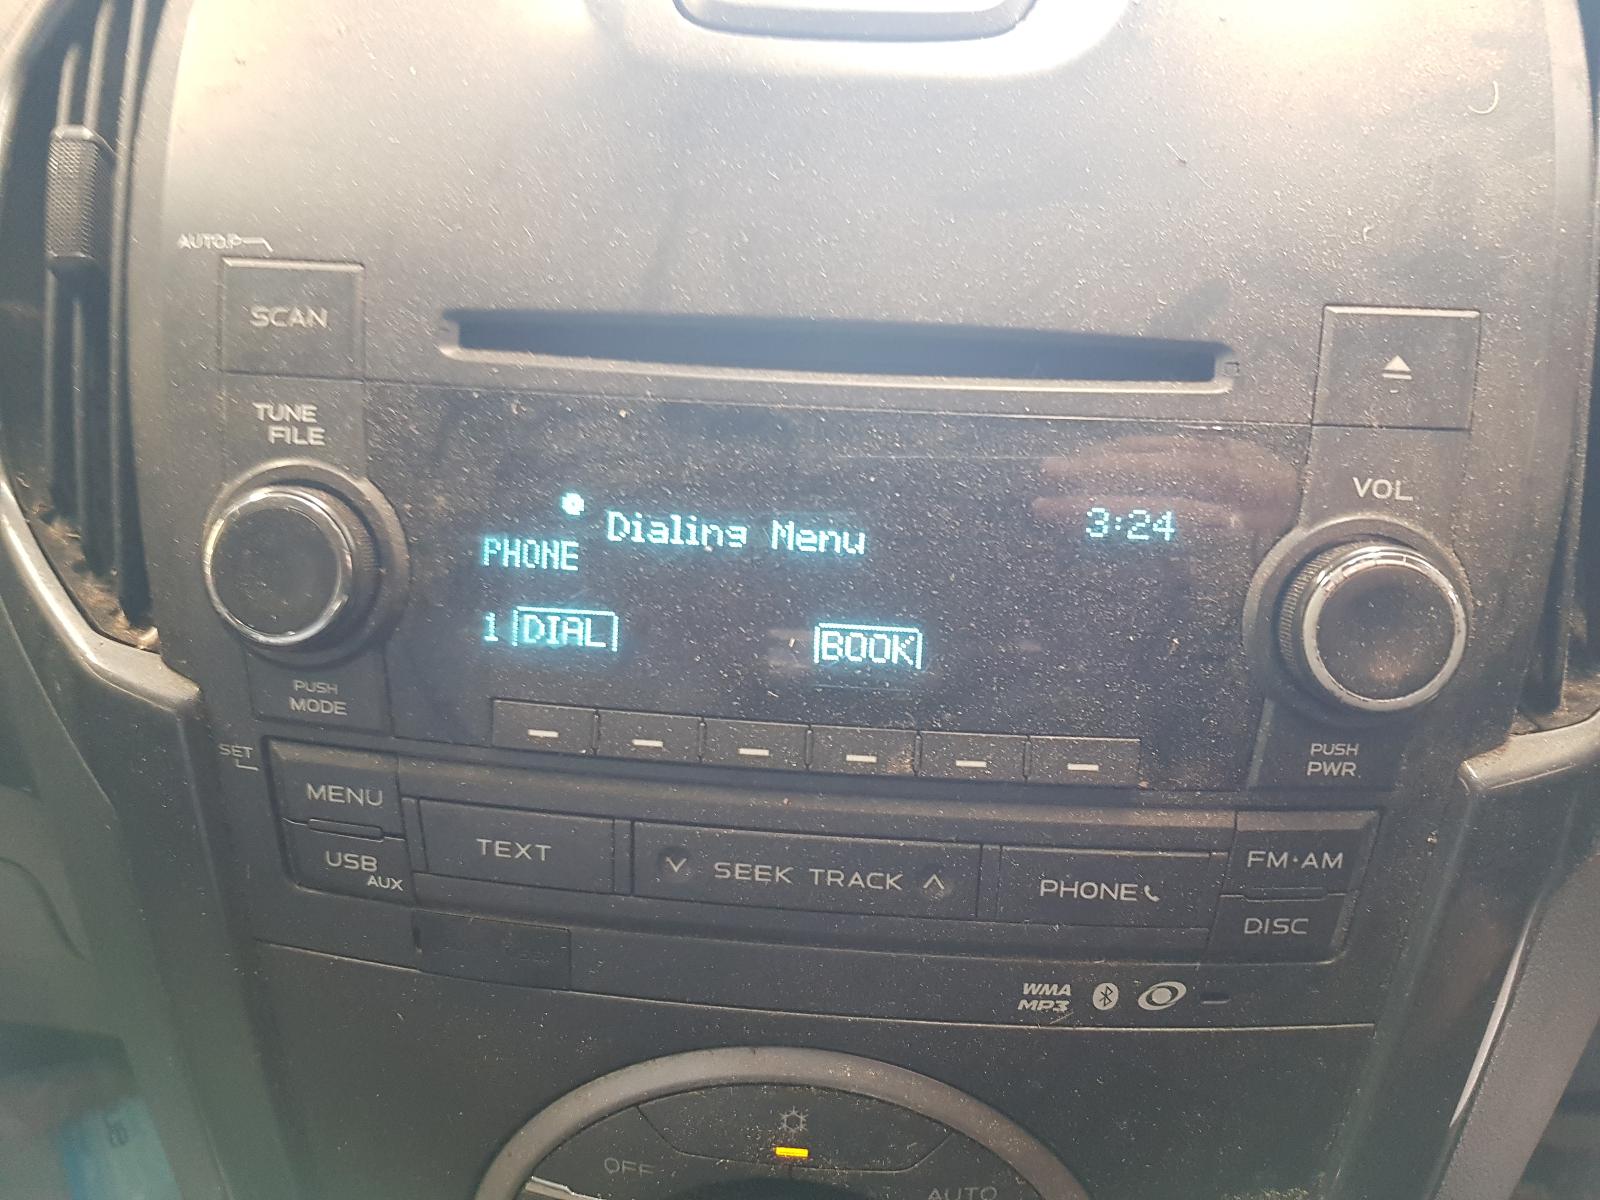 AUTO.P
SCAN
TUNE
FILE
VOL
Dialing Menu
3:24
PHONE
1 DIAL
BOOK
PUSH
MODE
PUSH
PWR
SET
MENU
TEXT
SEEK TRACK
PHONE
FM·AM
USB
AUX
DISC
WMA
MP3
OFF
AUTO